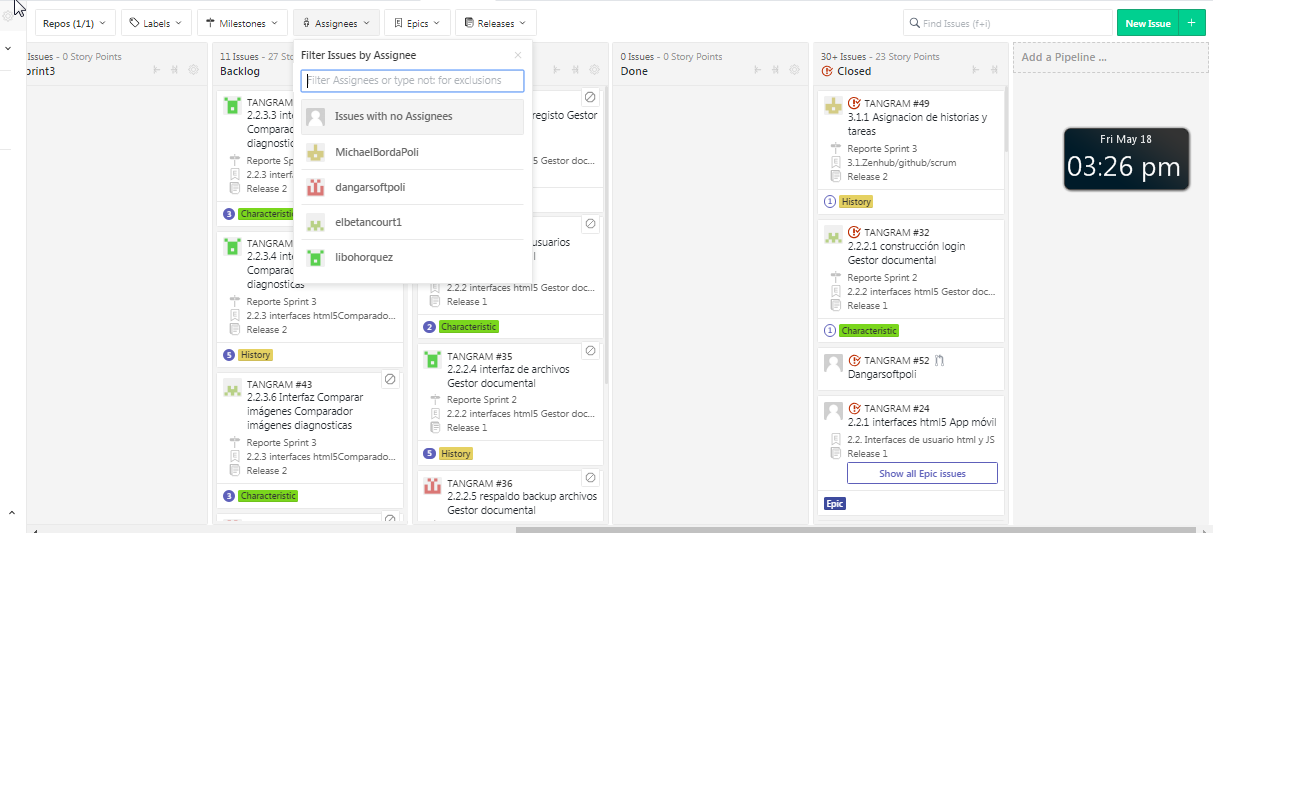 Repos (1/1)
Labels
Milestones
Assignees
Epics
Releases
Find Issues (f+i)
New Issue
+
Filter Issues by Assignee
Filter Assignees or type not: for exclusions
Issues with no Assignees
MichaelBordaPoli
dangarsoftpoli
elbetancourt1
libohorquez
Issues - 0 Story Points
print3
11 Issues - 27 St
Backlog
TANGRAM
2.2.3.3 in
Comparad
diagnostic
Reporte Sp
2.2.3 interf
Release 2
3 Characteristi
TANGRAM
2.2.3.4 int
Comparad
diagnosticas
Reporte Sprint 3
2.2.3 interfaces html5Comparado...
Release 2
5 History
TANGRAM #43
2.2.3.6 Interfaz Comparar
imágenes Comparador
imágenes diagnosticas
Reporte Sprint 3
2.2.3 interfaces html5Comparado...
Release 2
3 Characteristic
registo Gestor
5 Gestor doc...
usuarios
l
2.2.2 interfaces html5 Gestor doc...
Release 1
2 Characteristic
TANGRAM #35
2.2.2.4 interfaz de archivos
Gestor documental
Reporte Sprint 2
2.2.2 interfaces html5 Gestor doc...
Release 1
5 History
TANGRAM #36
2.2.2.5 respaldo backup archivos
Gestor documental
0 Issues - 0 Story Points
Done
30+ Issues - 23 Story Points
Closed
TANGRAM #49
3.1.1 Asignacion de historias y
tareas
Reporte Sprint 3
3.1.Zenhub/github/scrum
Release 2
1 History
TANGRAM #32
2.2.2.1 construcción login
Gestor documental
Reporte Sprint 2
2.2.2 interfaces html5 Gestor doc...
Release 1
1 Characteristic
TANGRAM #52
Dangarsoftpoli
TANGRAM #24
2.2.1 interfaces html5 App móvil
2.2. Interfaces de usuario html y JS
Release 1
Show all Epic issues
Epic
Add a Pipeline ...
Fri May 18
03:26 pm